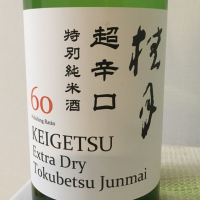 桂月
超辛口
特別純米酒
60
Polishing Ratio
KEIGETSU
Extra Dry
Tokubetsu Junmai